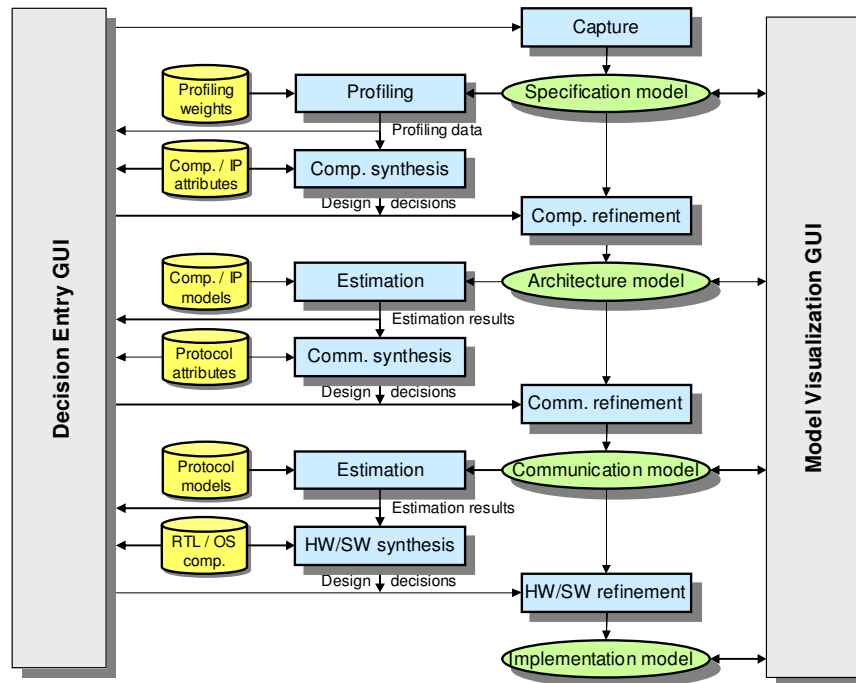 Capture
Profiling
weights
Profiling
Specification model
Profiling data
Comp. / IP
attributes
Comp. synthesis
Design decisions
Comp. refinement
Decision Entry GUI
Model Visualization GUI
Comp. / IP
models
Estimation
Architecture model
Estimation results
Protocol
attributes
Comm. synthesis
Design decisions
Comm. refinement
Protocol
models
Estimation
Communication model
Estimation results
RTL / OS
comp.
HW/SW synthesis
Design decisions
HW/SW refinement
Implementation model